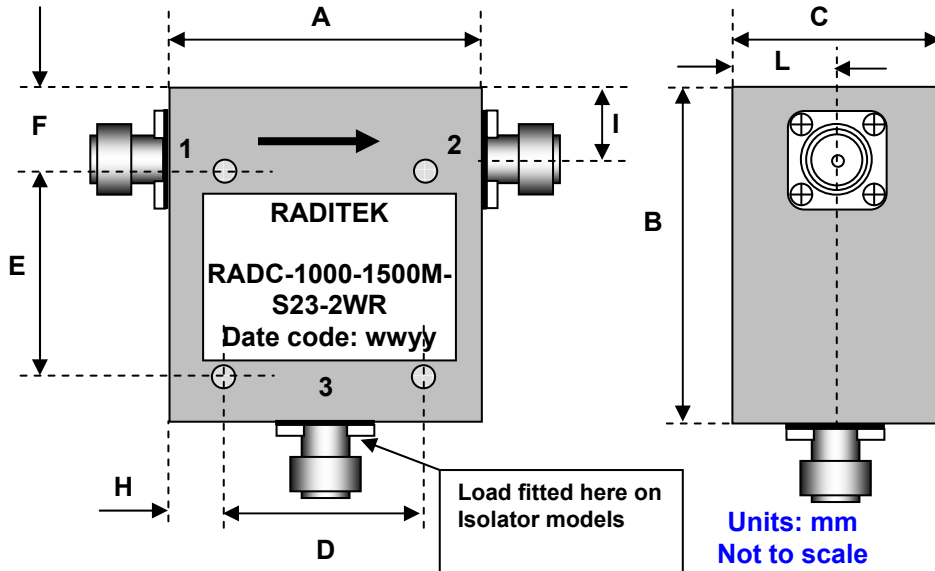 A
C
L
F
I
1
2
RADITEK
B
E
RADC-1000-1500M-
S23-2WR
Date code: wwyy
3
H
D
Load fitted here on
Isolator models
Units: mm
Not to scale